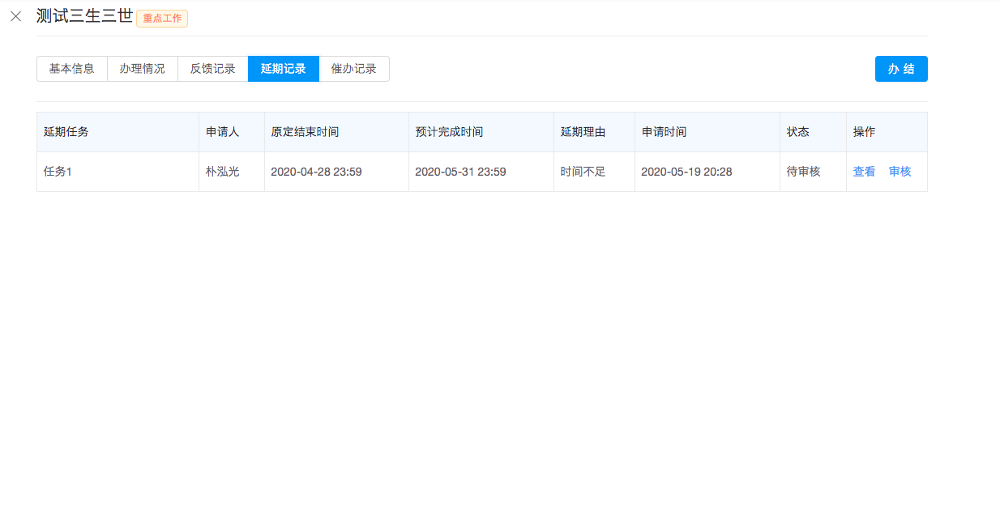 测试三生三世 重点工作
基本信息 办理情况 反馈记录 延期记录 催办记录 办 结
延期任务 申请人 原定结束时间 预计完成时间 延期理由 申请时间 状态 操作
任务1 朴泓光 2020-04-28 23:59 2020-05-31 23:59 时间不足 2020-05-19 20:28 待审核 查看 审核